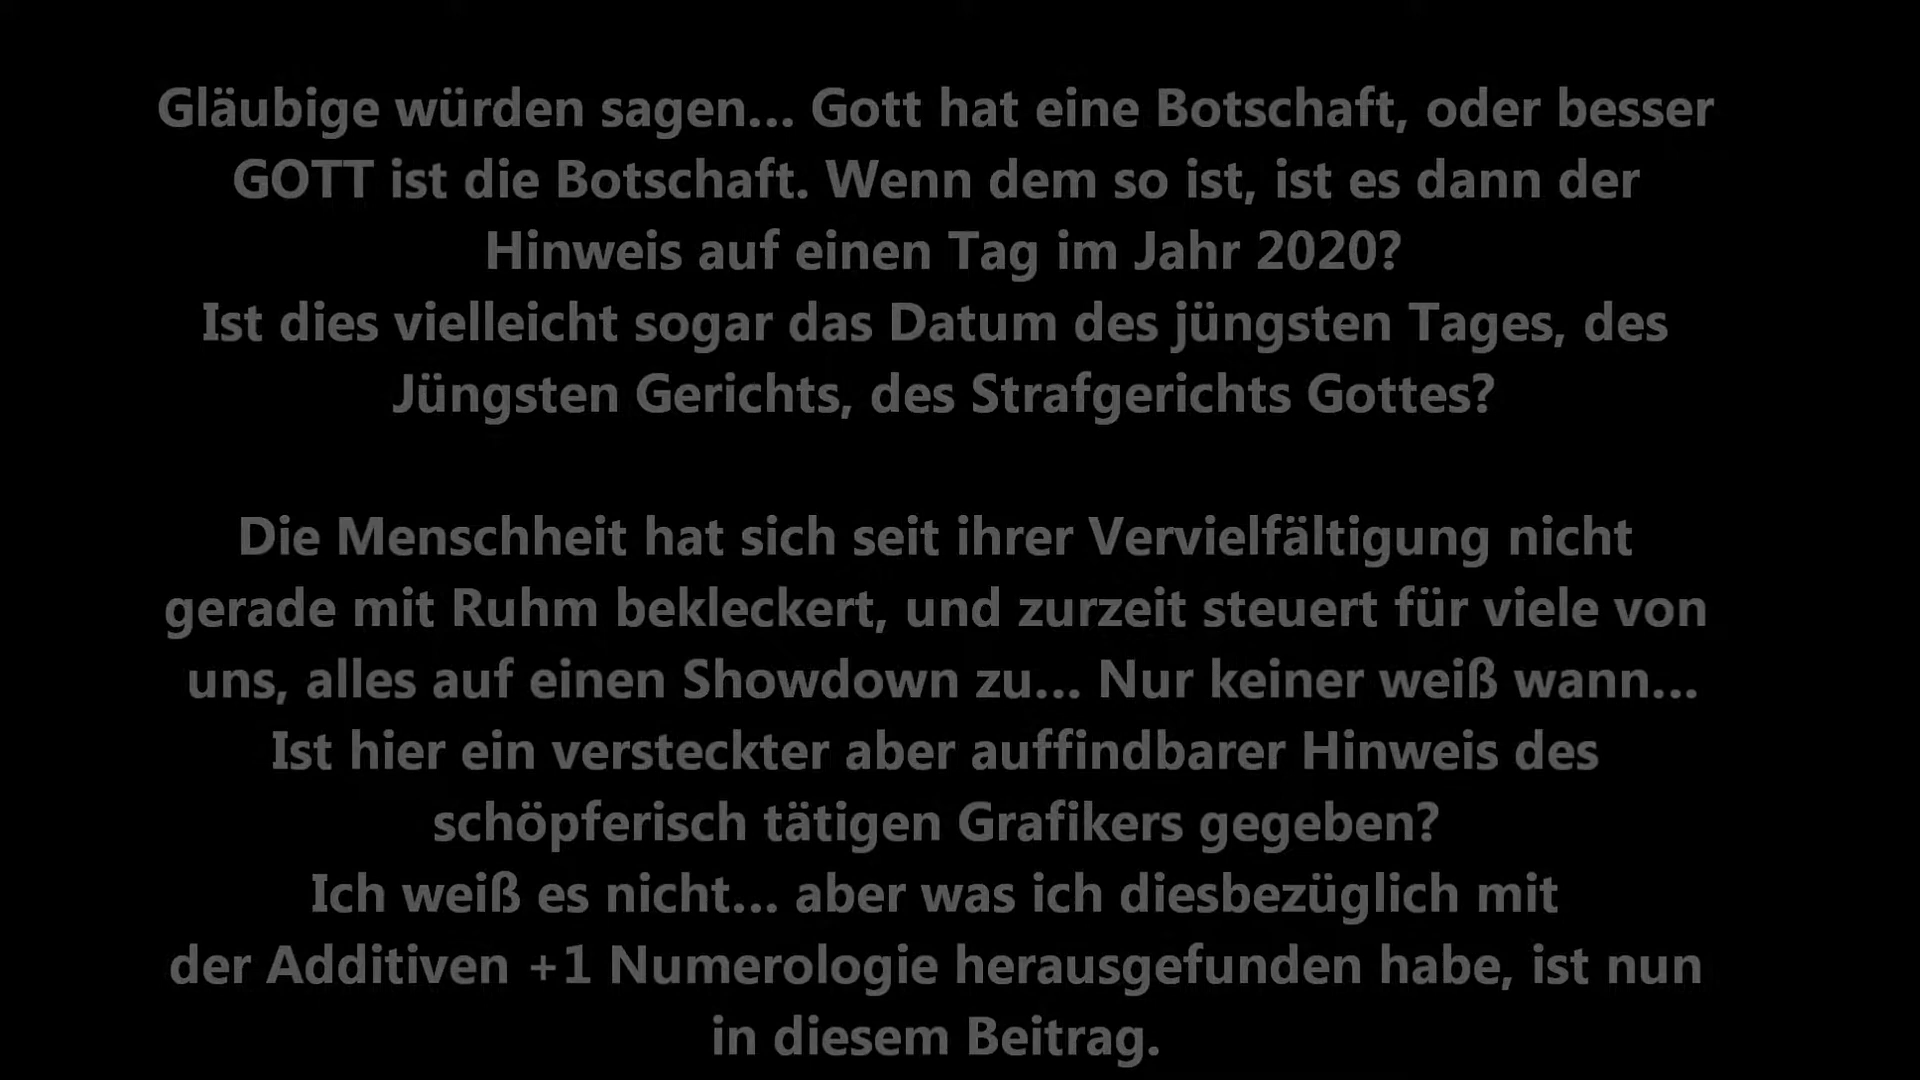 Gläubige würden sagen... Gott hat eine Botschaft, oder besser
GOTT ist die Botschaft. Wenn dem so ist, ist es dann der
Hinweis auf einen Tag im Jahr 2020?
Ist dies vielleicht sogar das Datum des jüngsten Tages, des
Jüngsten Gerichts, des Strafgerichts Gottes?
Die Menschheit hat sich seit ihrer Vervielfältigung nicht
gerade mit Ruhm bekleckert, und zurzeit steuert für viele von
uns, alles auf einen Showdown zu... Nur keiner weiß wann...
Ist hier ein versteckter aber auffindbarer Hinweis des
schöpferisch tätigen Grafikers gegeben?
Ich weiß es nicht... aber was ich diesbezüglich mit
der Additiven +1 Numerologie herausgefunden habe, ist nun
in diesem Beitrag.